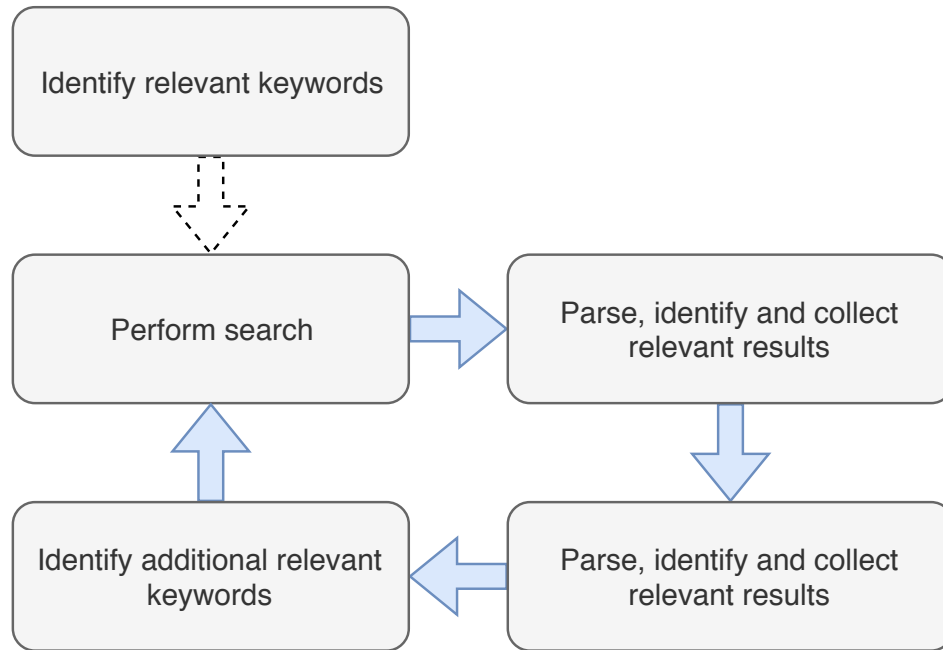 Identify relevant keywords
Perform search
Parse, identify and collect
relevant results
Identify additional relevant
keywords
Parse, identify and collect
relevant results